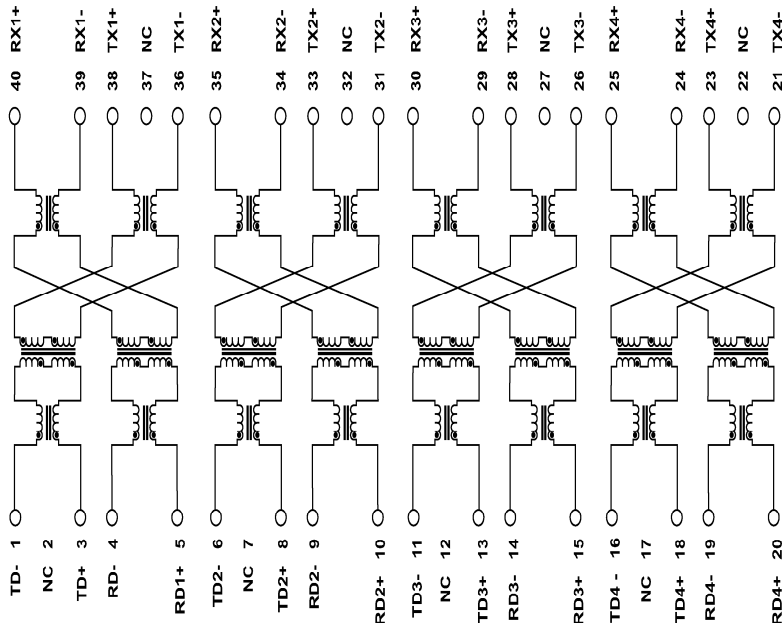 40 RX1+
39 RX1-
38 TX1+
37 NC
36 TX1-
35 RX2+
34 RX2-
33 TX2+
32 NC
31 TX2-
30 RX3+
29 RX3-
28 TX3+
27 NC
26 TX3-
25 RX4+
24 RX4-
23 TX4+
22 NC
21 TX4-
TD- 1
NC 2
TD+ 3
RD- 4
RD1+ 5
TD2- 6
NC 7
TD2+ 8
RD2- 9
RD2+ 10
TD3- 11
NC 12
TD3+ 13
RD3- 14
RD3+ 15
TD4 - 16
NC 17
TD4+ 18
RD4- 19
RD4+ 20